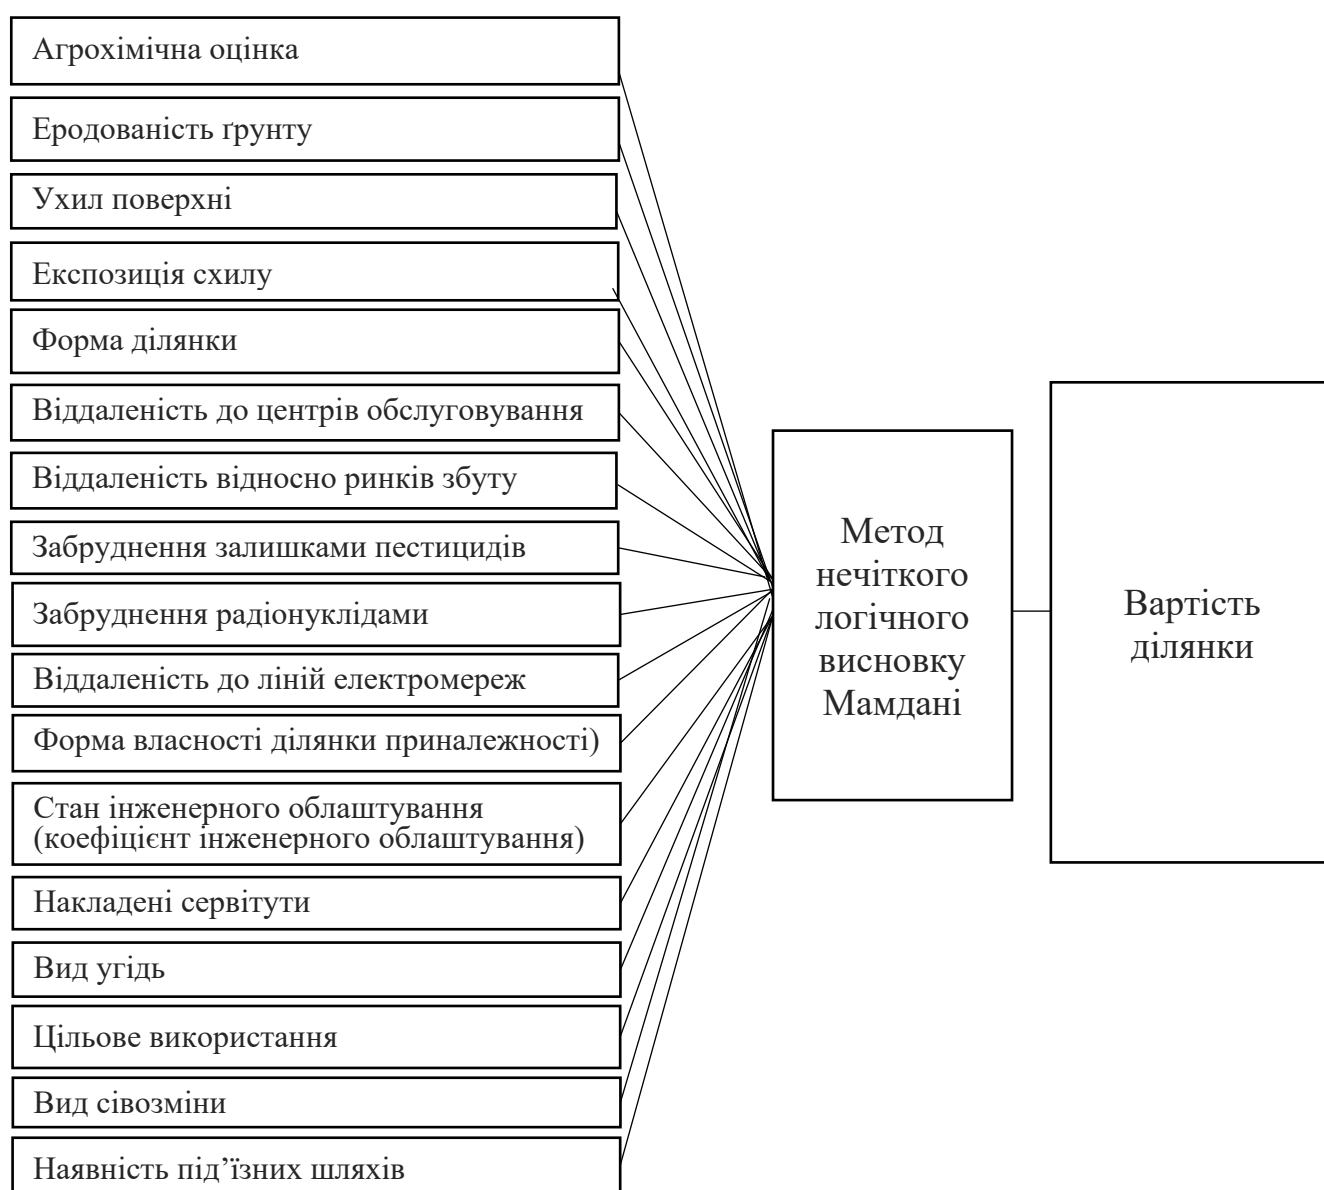 Агрохімічна оцінка
Еродованість ґрунту
Ухил поверхні
Експозиція схилу
Форма ділянки
Віддаленість до центрів обслуговування
Віддаленість відносно ринків збуту
Забруднення залишками пестицидів
Забруднення радіонуклідами
Віддаленість до ліній електромереж
Форма власності ділянки приналежності)
Стан інженерного облаштування
(коефіцієнт інженерного облаштування)
Накладені сервітути
Вид угідь
Цільове використання
Вид сівозміни
Наявність під’їзних шляхів
Метод
нечіткого
логічного
висновку
Мамдані
Вартість
ділянки